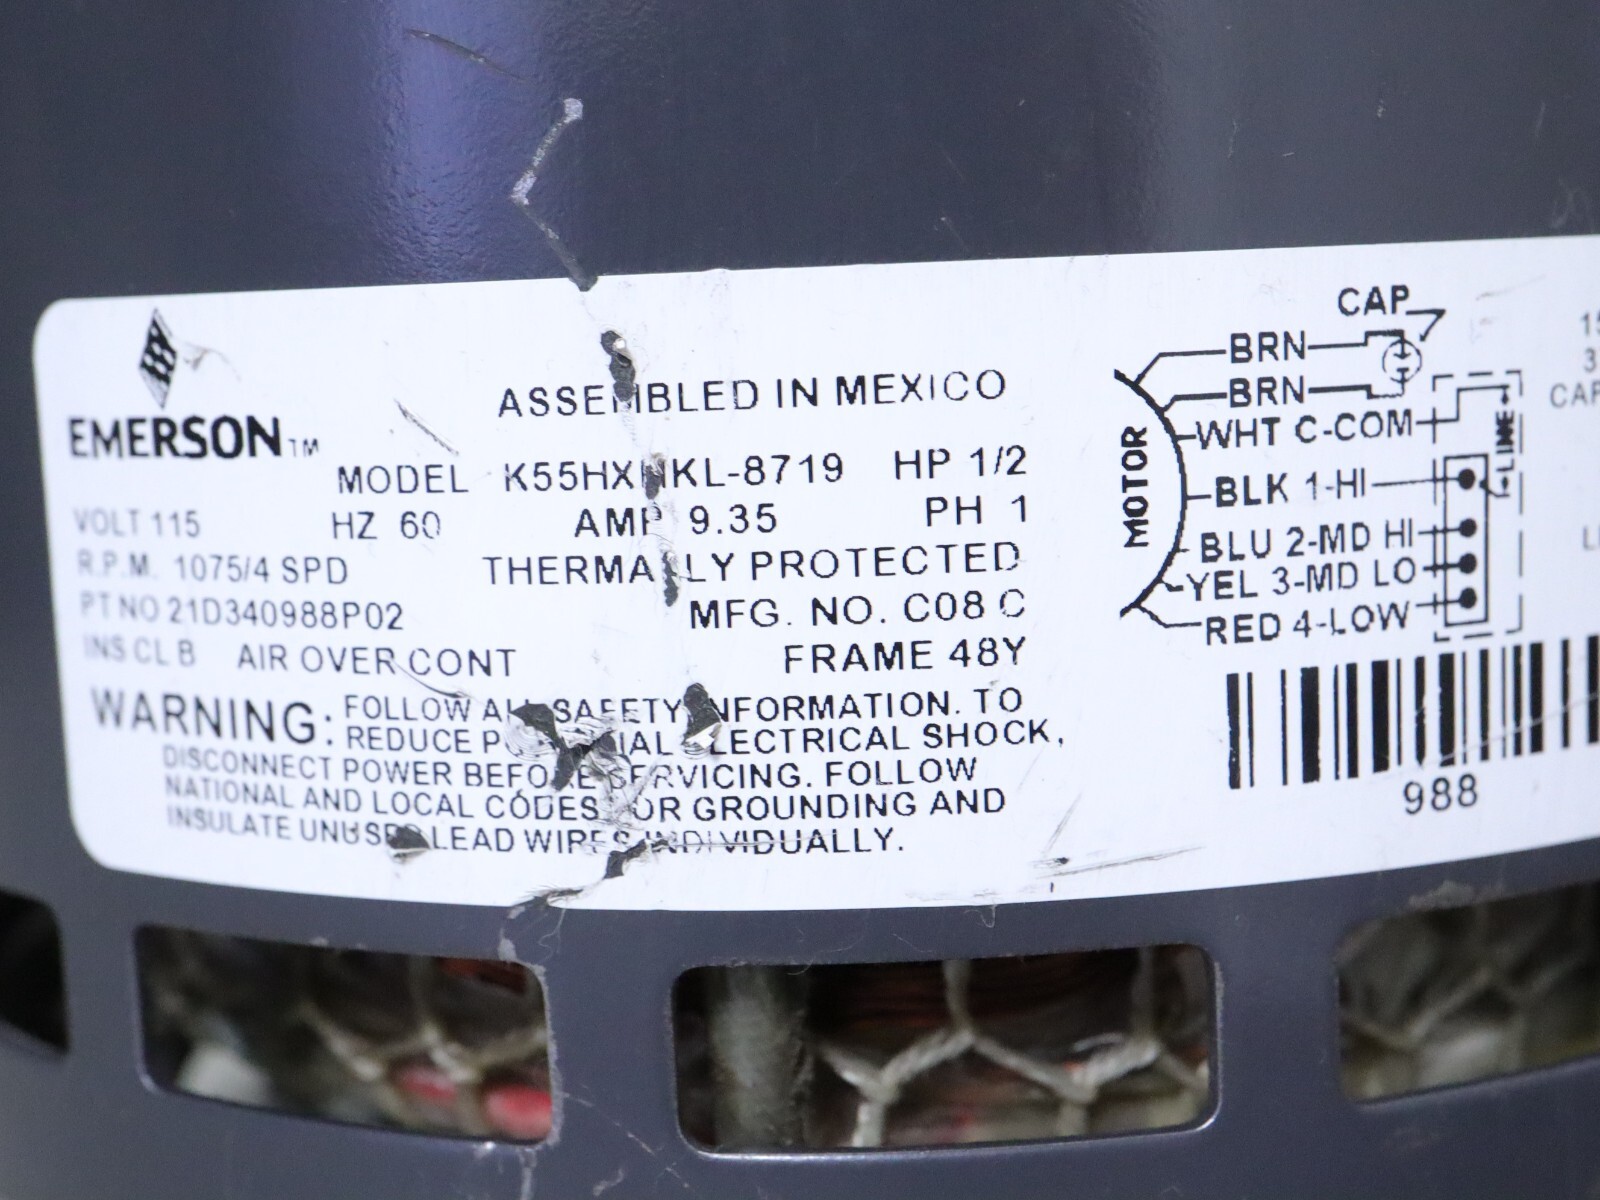 EMERSON™
ASSEMBLED IN MEXICO
MODEL HP 1/2
VOLT 115 HZ 60 AMP 9.35 PH 1
R.P.M. 1075/4 SPD THERMALLY PROTECTED
PT NO 21D340988P02 MFG. NO. C08 C
INS CL B AIR OVER CONT FRAME 48Y
WARNING: FOLLOW ALL SAFETY INFORMATION. TO
REDUCE POTENTIAL ELECTRICAL SHOCK,
DISCONNECT POWER BEFORE SERVICING. FOLLOW
NATIONAL AND LOCAL CODES FOR GROUNDING AND
INSULATE UNUSED LEAD WIRES INDIVIDUALLY.
CAP
BRN
BRN
WHT C-COM
BLK 1-HI
BLU 2-MD HI
YEL 3-MD LO
RED 4-LOW
MOTOR
LINE
988